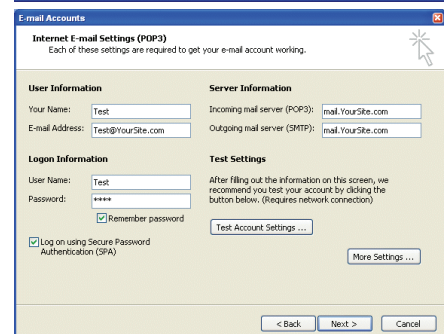 E-mail Accounts
Internet E-mail Settings (POP3)
Each of these settings are required to get your e-mail account working.
User Information
Your Name: Test
E-mail Address: Test@YourSite.com
Server Information
Incoming mail server (POP3): mail.YourSite.com
Outgoing mail server (SMTP): mail.YourSite.com
Logon Information
User Name: Test
Password: ****
Remember password
Log on using Secure Password
Authentication (SPA)
Test Settings
After filling out the information on this screen, we
recommend you test your account by clicking the
button below. (Requires network connection)
Test Account Settings ...
More Settings ...
< Back
Next >
Cancel